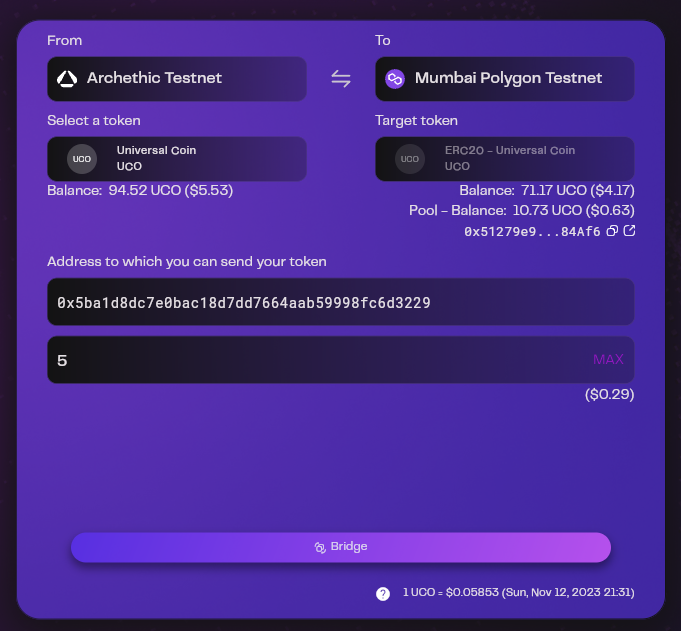 From
To
Archethic Testnet
Mumbai Polygon Testnet
Select a token
Target token
UCO
Universal Coin
UCO
UCO
ERC20 - Universal Coin
UCO
Balance: 94.52 UCO ($5.53)
Balance: 71.17 UCO ($4.17)
Pool - Balance: 10.73 UCO ($0.63)
0x51279e9...84Af6
Address to which you can send your token
0x5ba1d8dc7e0bac18d7dd7664aab59998fc6d3229
5
MAX
($0.29)
Bridge
? 1 UCO = $0.05853 (Sun, Nov 12, 2023 21:31)